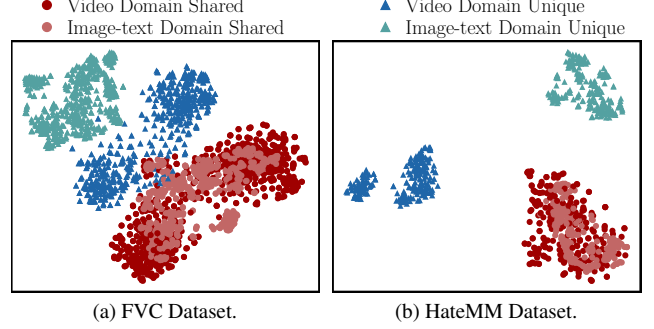 Video Domain Shared
Video Domain Unique
Image-text Domain Shared
Image-text Domain Unique
(a) FVC Dataset.
(b) HateMM Dataset.